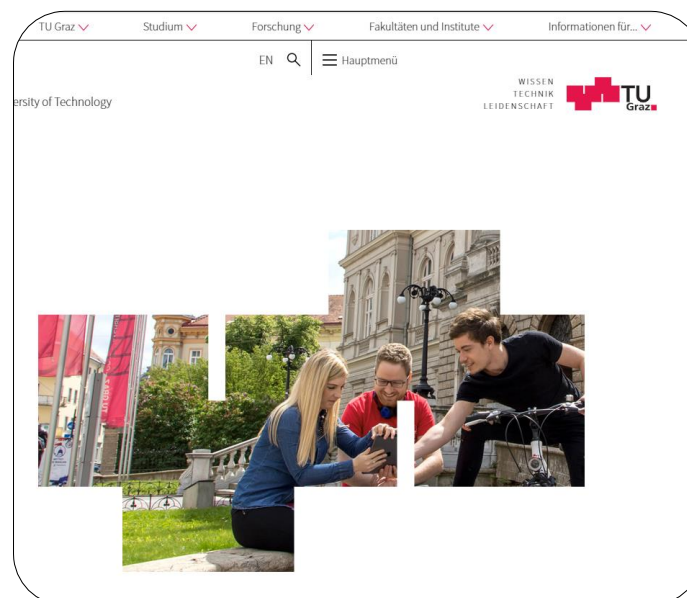 TU Graz Studium Forschung Fakultäten und Institute Informationen für...
EN Hauptmenü
WISSEN
TECHNIK
LEIDENSCHAFT
TU
Graz
ersity of Technology